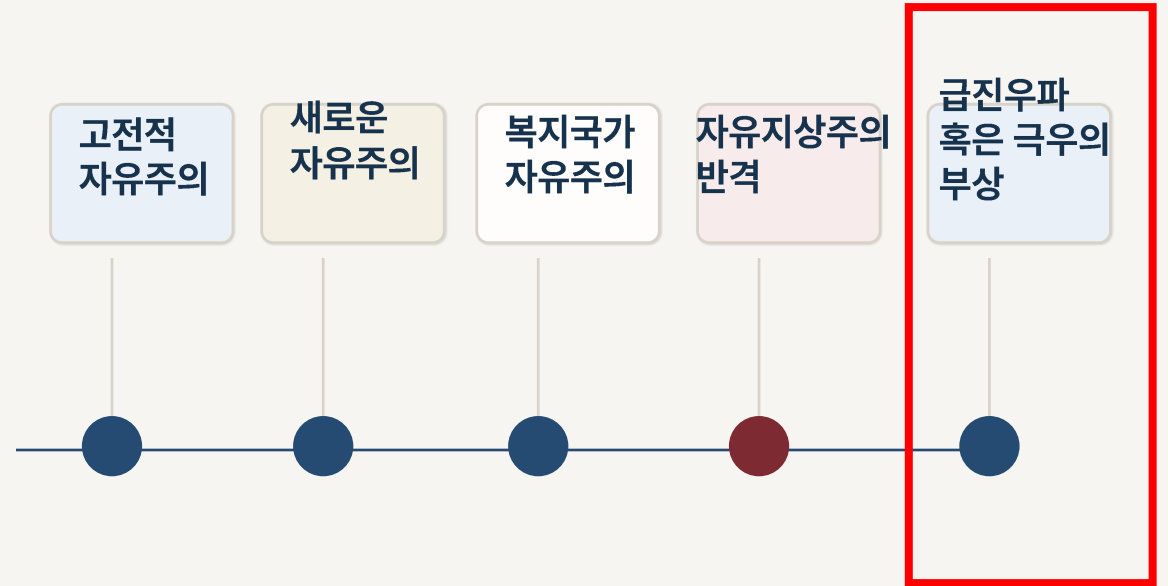 고전적
자유주의
새로운
자유주의
복지국가
자유주의
자유지상주의
반격
급진우파
혹은 극우의
부상